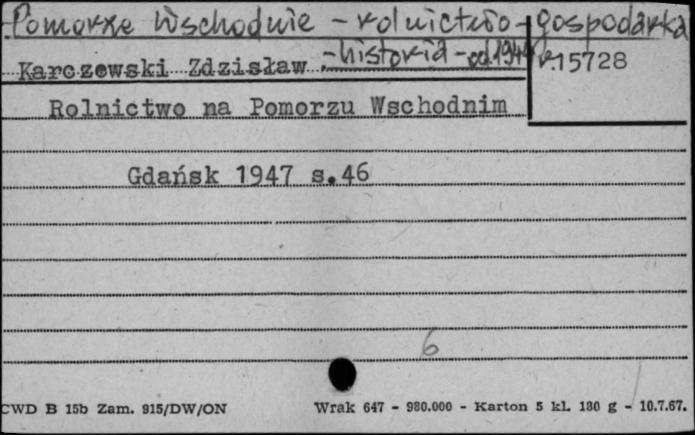 Pomorze Wschodnie - rolnictwo - gospodarka
- historia - od 194
Karczewski Zdzisław
15728
Rolnictwo na Pomorzu Wschodnim
Gdańsk 1947 s.46
6
CWD B 15b Zam. 915/DW/ON
Wrak 647 - 980.000 - Karton 5 kl. 180 g - 10.7.67.